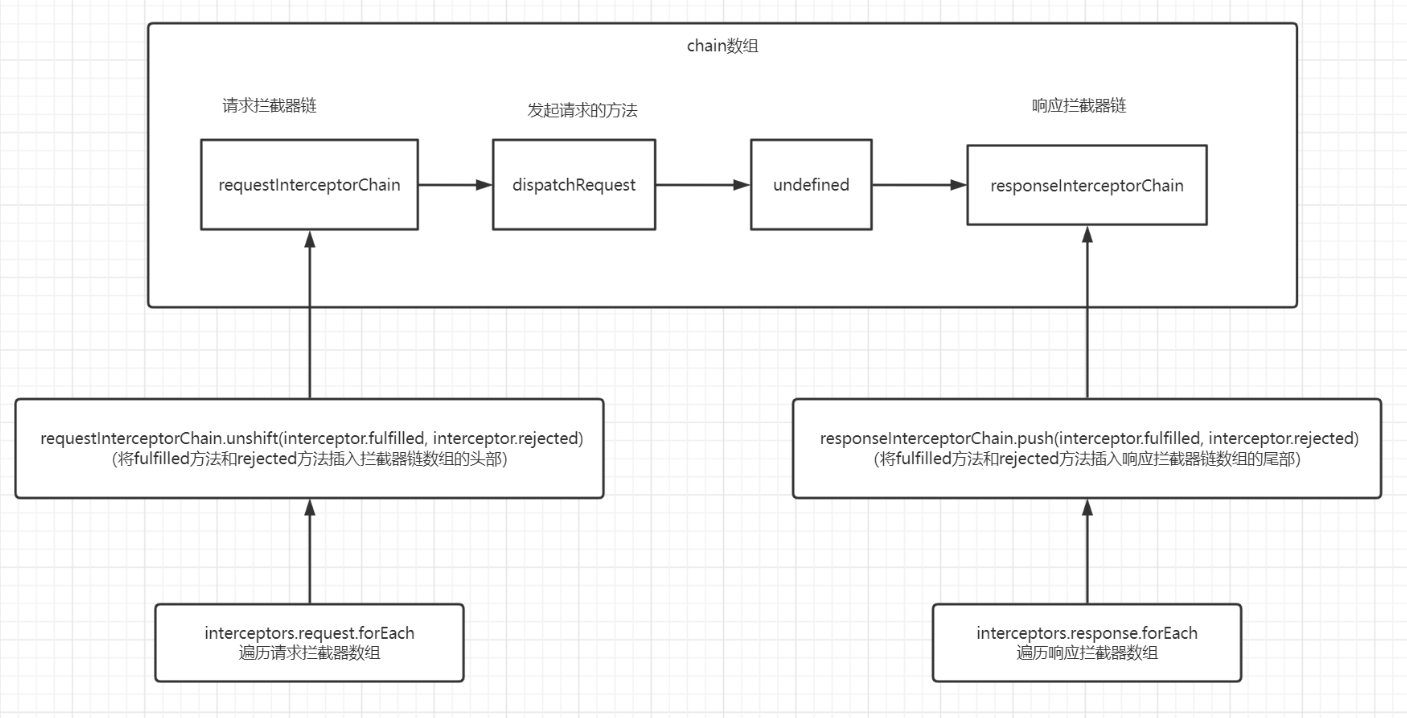 chain数组
请求拦截器链
发起请求的方法
响应拦截器链
requestInterceptorChain
dispatchRequest
undefined
responseInterceptorChain
requestInterceptorChain.unshift(interceptor.fulfilled, interceptor.rejected)
（将fulfilled方法和rejected方法插入拦截器链数组的头部）
responseInterceptorChain.push(interceptor.fulfilled, interceptor.rejected)
（将fulfilled方法和rejected方法插入响应拦截器链数组的尾部）
interceptors.request.forEach
遍历请求拦截器数组
interceptors.response.forEach
遍历响应拦截器数组